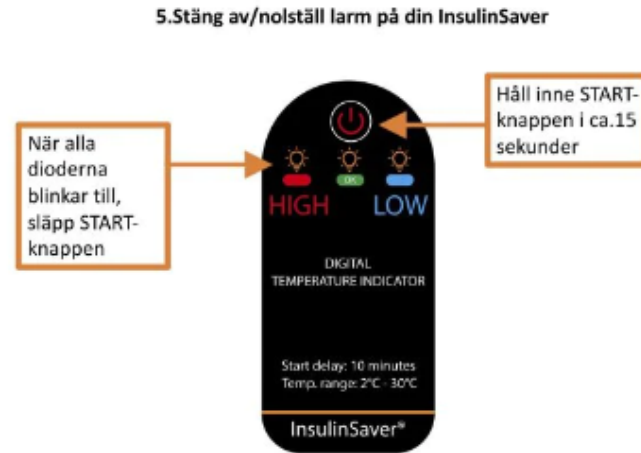 5.Stäng av/nolställ larm på din InsulinSaver
Håll inne START-
knappen i ca.15
sekunder
När alla
dioderna
blinkar till,
släpp START-
knappen
OK
HIGH LOW
DIGITAL
TEMPERATURE INDICATOR
Start delay: 10 minutes
Temp. range: 2°C - 30°C
InsulinSaver®